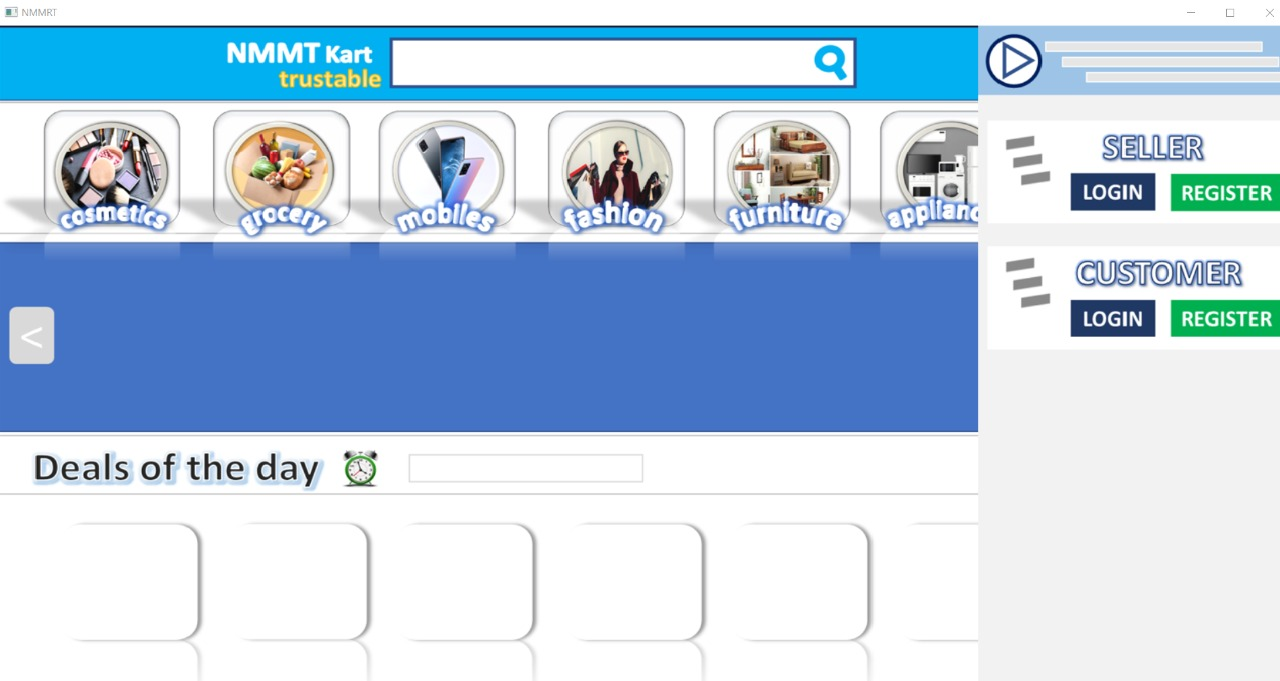 NMMRT
NMMT Kart
trustable
cosmetics
grocery
mobiles
fashion
furniture
applianc
<
Deals of the day
SELLER
LOGIN
REGISTER
CUSTOMER
LOGIN
REGISTER